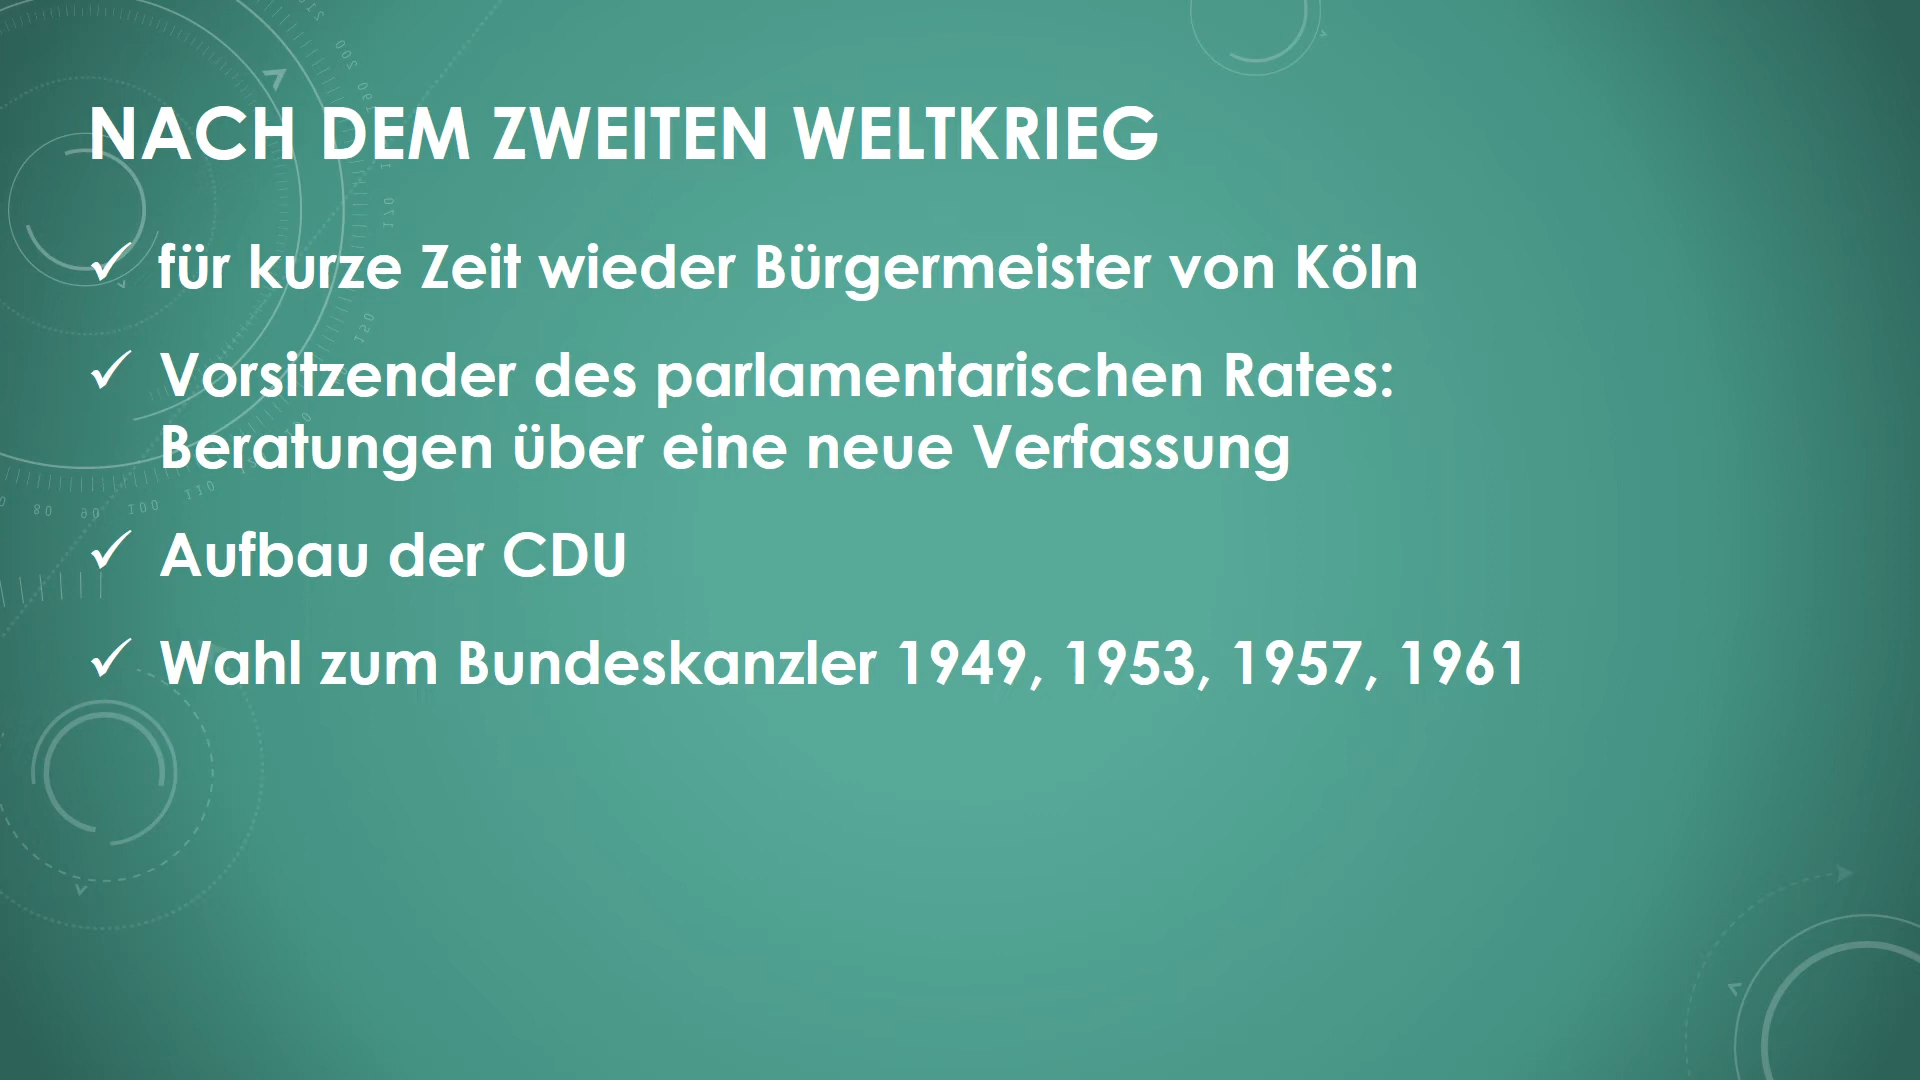 NACH DEM ZWEITEN WELTKRIEG
✓ für kurze Zeit wieder Bürgermeister von Köln
✓ Vorsitzender des parlamentarischen Rates:
Beratungen über eine neue Verfassung
✓ Aufbau der CDU
✓ Wahl zum Bundeskanzler 1949, 1953, 1957, 1961